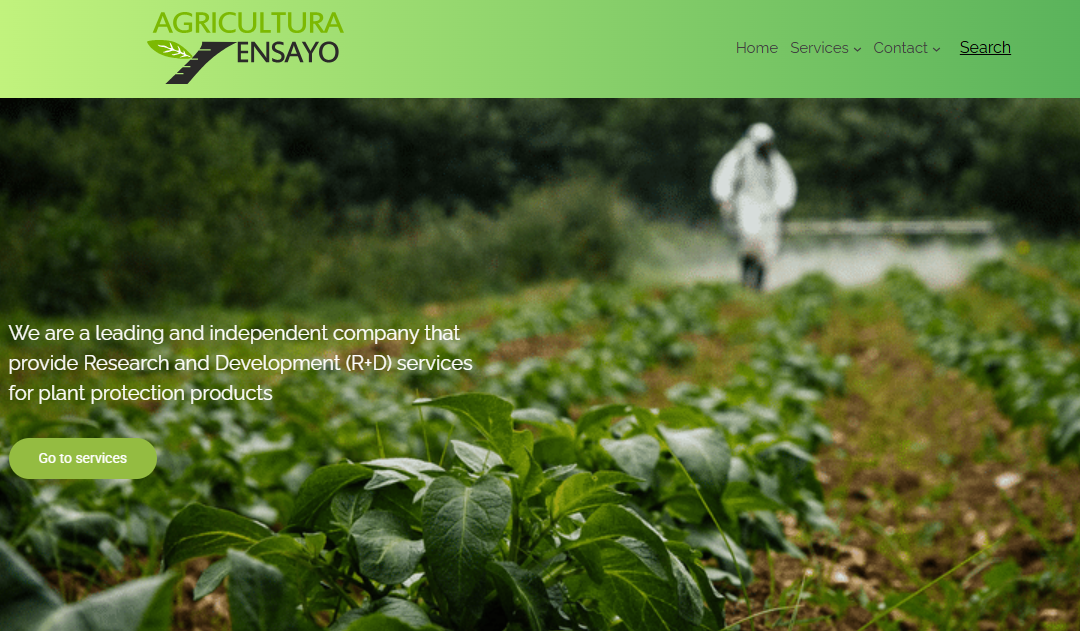 AGRICULTURA
ENSAYO
Home Services Contact Search
We are a leading and independent company that
provide Research and Development (R+D) services
for plant protection products
Go to services